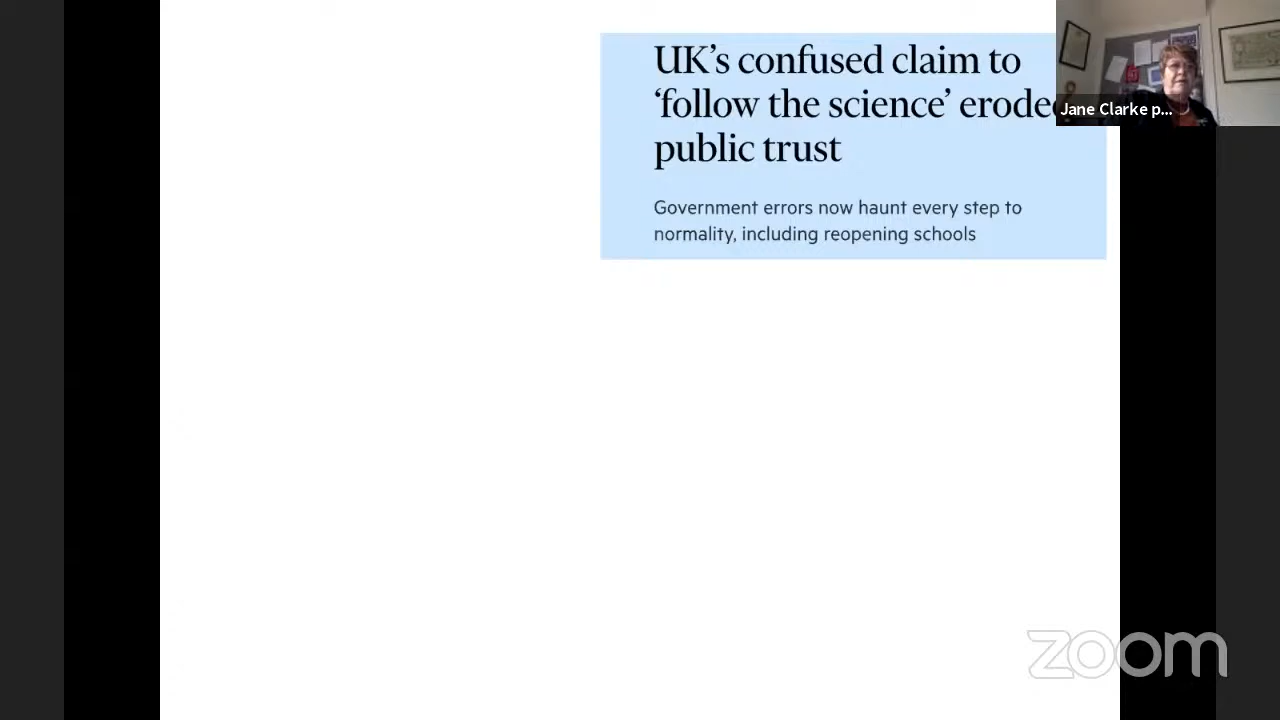 UK’s confused claim to
‘follow the science’ eroded
public trust
Government errors now haunt every step to
normality, including reopening schools
Jane Clarke p...
zoom